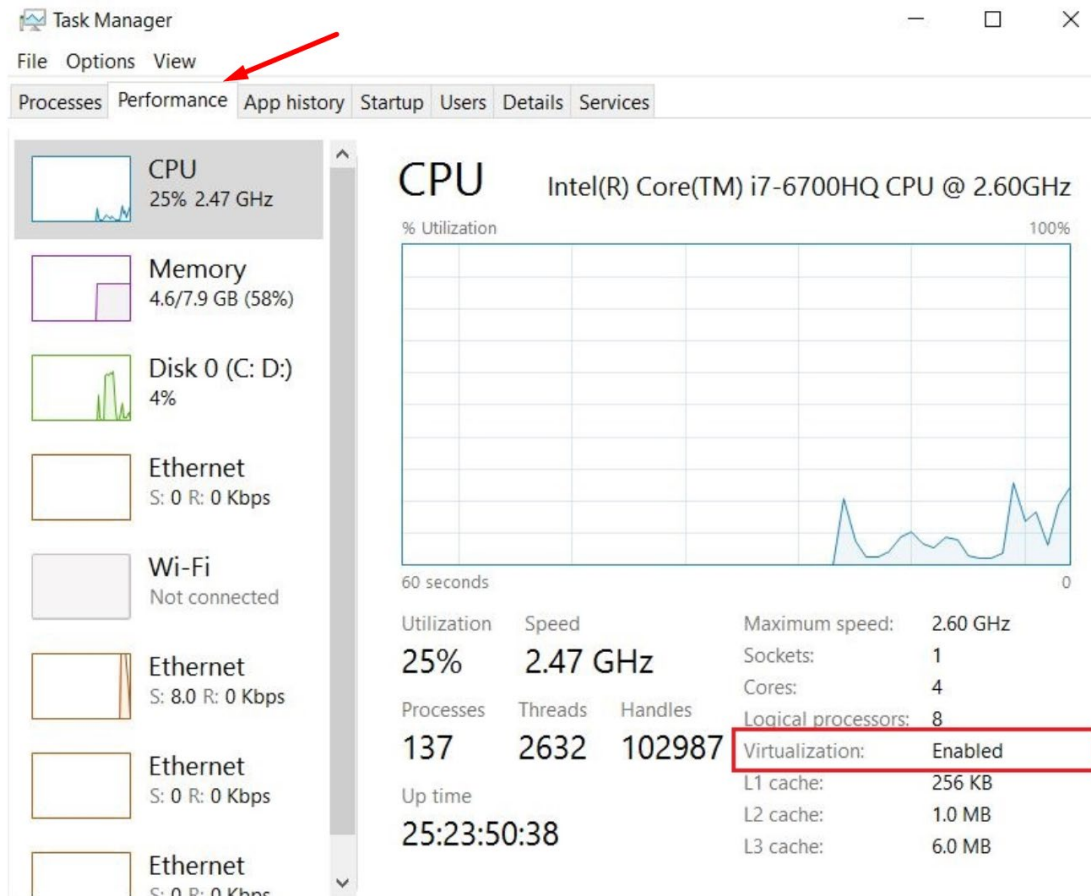 Task Manager
File Options View
Processes Performance App history Startup Users Details Services
CPU
25% 2.47 GHz
Memory
4.6/7.9 GB (58%)
Disk 0 (C: D:)
4%
Ethernet
S: 0 R: 0 Kbps
Wi-Fi
Not connected
Ethernet
S: 8.0 R: 0 Kbps
Ethernet
S: 0 R: 0 Kbps
Ethernet
S: 0 R: 0 Kbps
CPU Intel(R) Core(TM) i7-6700HQ CPU @ 2.60GHz
% Utilization 100%
60 seconds 0
Utilization Speed
25% 2.47 GHz
Processes Threads Handles
137 2632 102987
Up time
25:23:50:38
Maximum speed: 2.60 GHz
Sockets: 1
Cores: 4
Logical processors: 8
Virtualization: Enabled
L1 cache: 256 KB
L2 cache: 1.0 MB
L3 cache: 6.0 MB